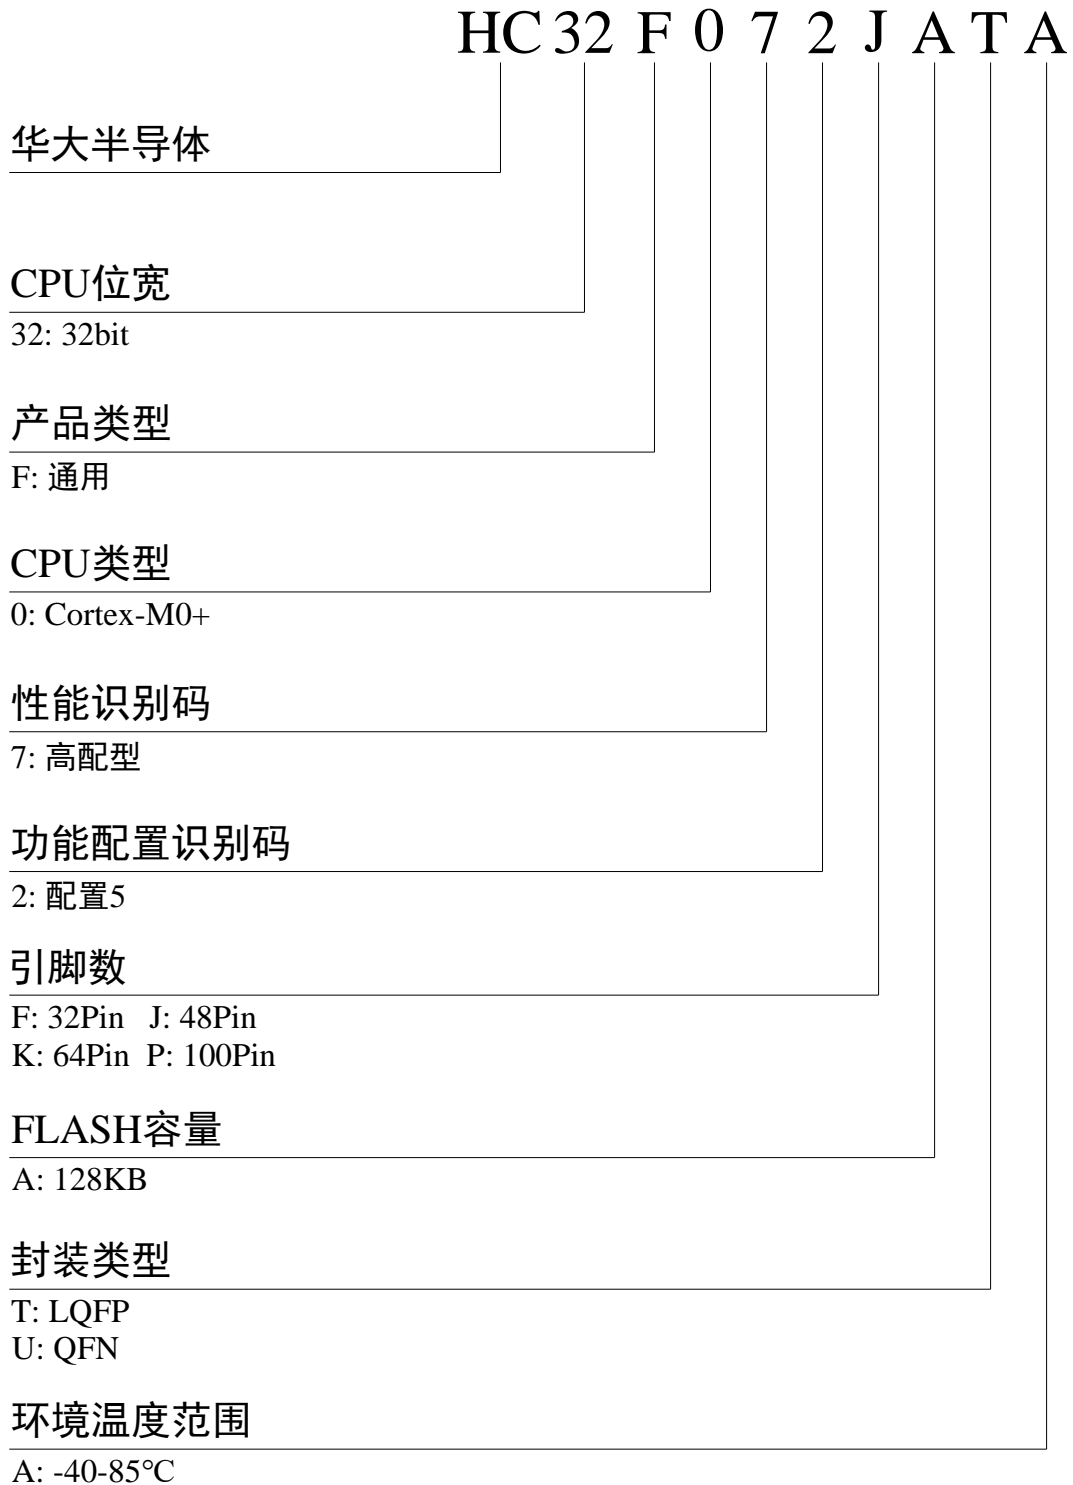 HC32F072JATA
华大半导体
CPU位宽
32: 32bit
产品类型
F: 通用
CPU类型
0: Cortex-M0+
性能识别码
7: 高配型
功能配置识别码
2: 配置5
引脚数
F: 32Pin J: 48Pin
K: 64Pin P: 100Pin
FLASH容量
A: 128KB
封装类型
T: LQFP
U: QFN
环境温度范围
A: -40-85℃